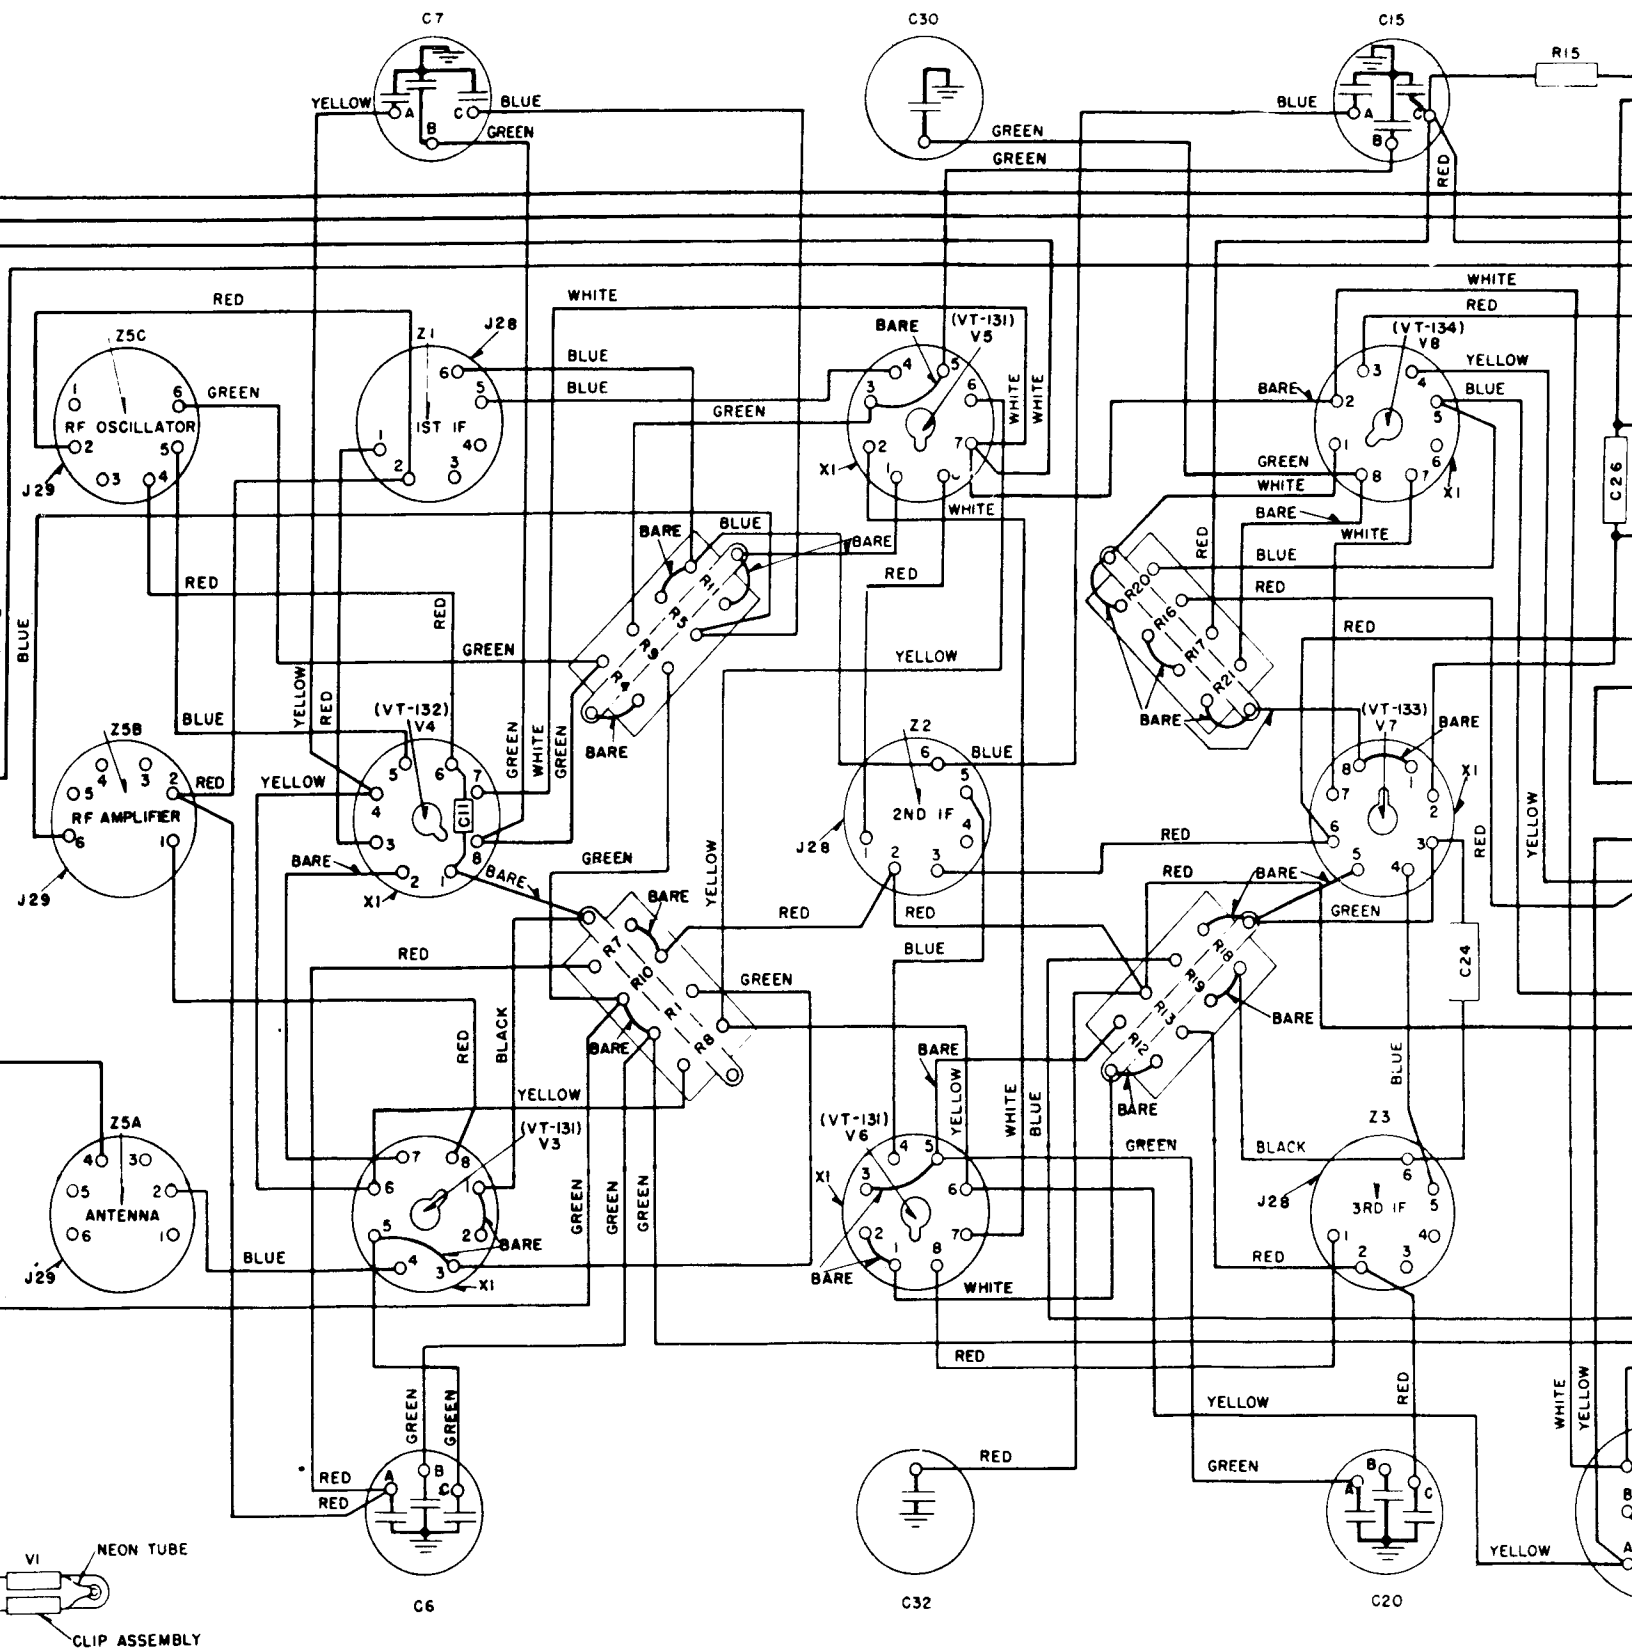 C7
C30
C15
R15
YELLOW
A
B
C
BLUE
GREEN
GREEN
GREEN
BLUE
A
B
C
RED
WHITE
RED
RED
Z5C
Z1
J28
WHITE
BLUE
BLUE
GREEN
BARE
(VT-131)
V5
WHITE
WHITE
(VT-134)
V8
YELLOW
BLUE
BARE
1
6
GREEN
RF OSCILLATOR
2
5
3
4
J29
6
5
1ST IF
1
4
2
3
4
5
3
6
2
7
1
X1
3
4
2
5
1
6
8
7
X1
GREEN
WHITE
BARE
WHITE
C26
WHITE
BARE
BLUE
BARE
RED
RED
BLUE
RED
RED
RED
BLUE
R11
R5
R9
R4
GREEN
BARE
R20
R16
R17
R21
BARE
YELLOW
RED
YELLOW
RED
GREEN
WHITE
GREEN
BLUE
Z5B
(VT-132)
V4
Z2
BLUE
(VT-133)
V7
BARE
X1
4
3
2
5
RF AMPLIFIER
6
1
RED
J29
YELLOW
5
6
7
4
C11
3
8
2
1
BARE
X1
BARE
6
5
2ND IF
4
1
2
3
J28
8
1
7
2
6
3
5
4
RED
RED
YELLOW
GREEN
YELLOW
BARE
RED
RED
RED
BARE
GREEN
BLUE
RED
R7
R10
R1
R8
BARE
GREEN
R18
R19
R13
R12
BARE
C24
RED
BLACK
BARE
YELLOW
BARE
YELLOW
WHITE
BLUE
BARE
BLUE
Z5A
(VT-131)
V3
(VT-131)
V6
Z3
GREEN
BLACK
4
3
5
2
ANTENNA
6
1
J29
BLUE
7
8
6
1
5
2
4
3
BARE
X1
GREEN
GREEN
GREEN
X1
4
5
3
6
2
7
1
8
BARE
WHITE
J28
6
5
3RD IF
1
4
2
3
RED
RED
RED
GREEN
GREEN
YELLOW
WHITE
YELLOW
RED
RED
A
B
C
RED
GREEN
A
B
C
YELLOW
B
A
V1
NEON TUBE
CLIP ASSEMBLY
C6
C32
C20